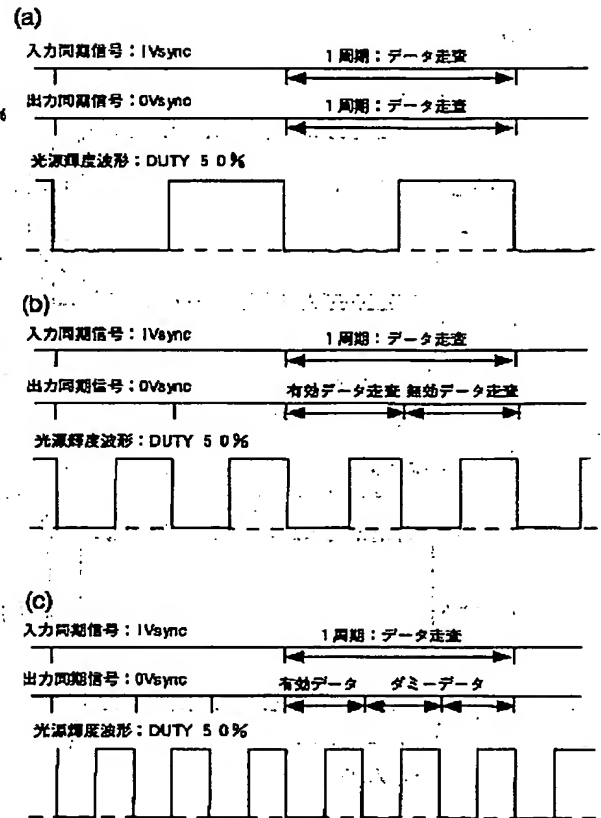 (a)
入力同期信号：IVsync
1周期：データ走査
出力同期信号：0Vsync
1周期：データ走査
%
光源輝度波形：DUTY 50%
(b)
入力同期信号：IVsync
1周期：データ走査
出力同期信号：0Vsync
有効データ走査 無効データ走査
光源輝度波形：DUTY 50%
(c)
入力同期信号：IVsync
1周期：データ走査
出力同期信号：0Vsync
有効データ ダミーデータ
光源輝度波形：DUTY 50%